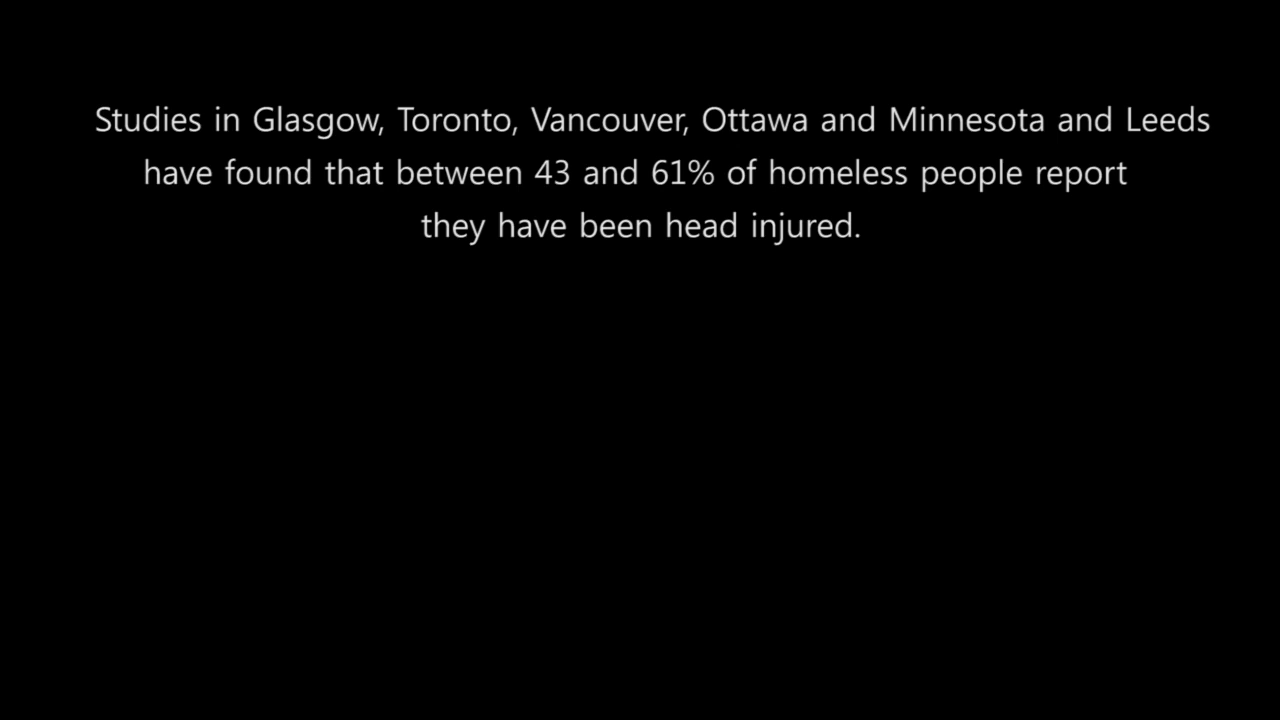 Studies in Glasgow, Toronto, Vancouver, Ottawa and Minnesota and Leeds
have found that between 43 and 61% of homeless people report
they have been head injured.